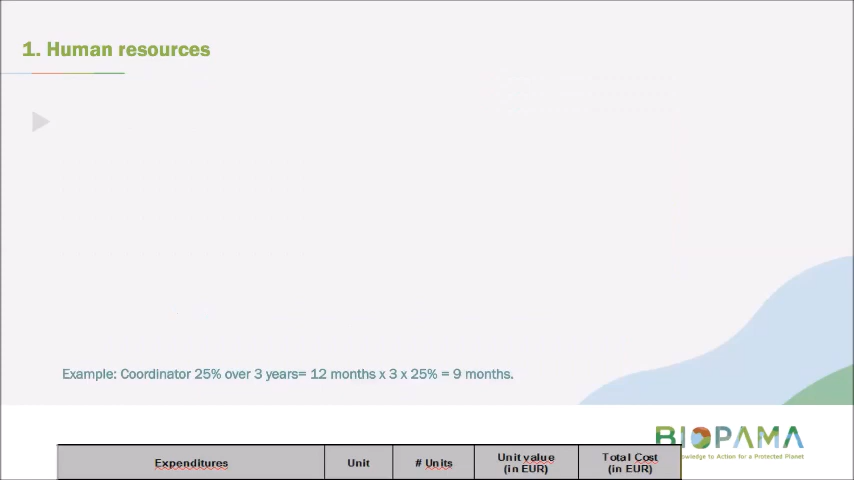 1. Human resources
Example: Coordinator 25% over 3 years= 12 months x 3 x 25% = 9 months.
BIOPAMA
owledge to Action for a Protected Planet
Expenditures
Unit
# Units
Unit value
(in EUR)
Total Cost
(in EUR)